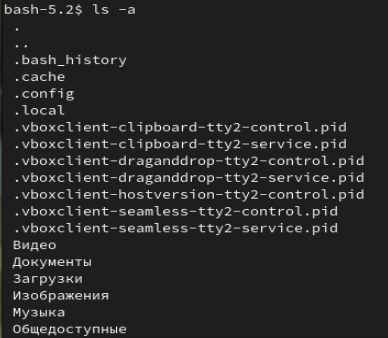 bash-5.2$ ls -a
.
..
.bash_history
.cache
.config
.local
.vboxclient-clipboard-tty2-control.pid
.vboxclient-clipboard-tty2-service.pid
.vboxclient-draganddrop-tty2-control.pid
.vboxclient-draganddrop-tty2-service.pid
.vboxclient-hostversion-tty2-control.pid
.vboxclient-seamless-tty2-control.pid
.vboxclient-seamless-tty2-service.pid
Видео
Документы
Загрузки
Изображения
Музыка
Общедоступные